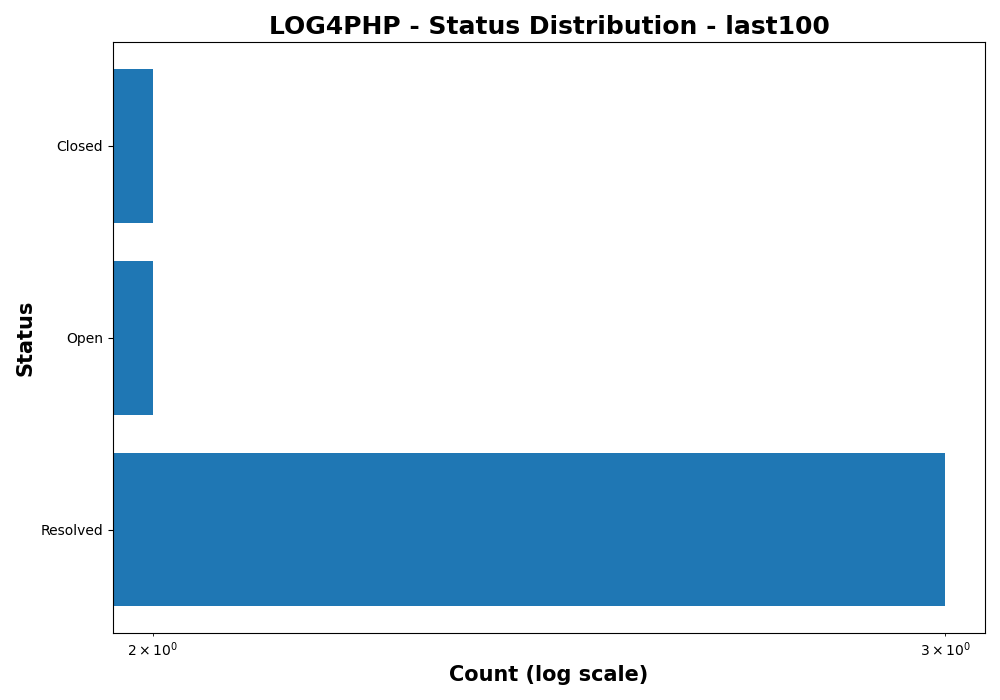 LOG4PHP - Status Distribution - last100
Status
Closed
Open
Resolved
2 × 10⁰
3 × 10⁰
Count (log scale)